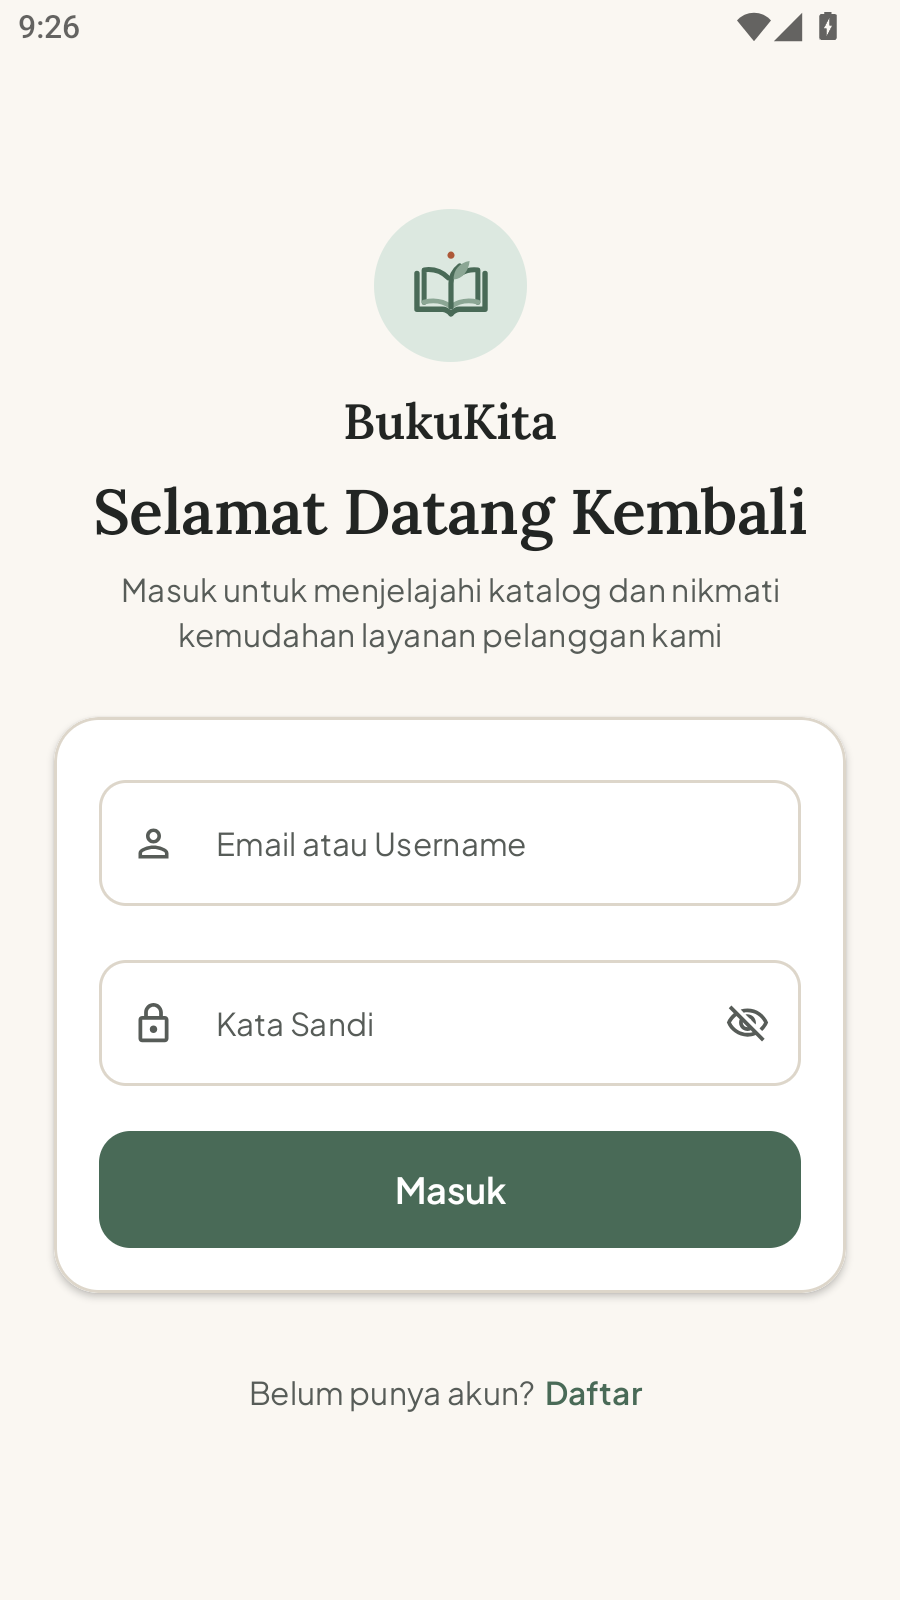 9:26
BukuKita
Selamat Datang Kembali
Masuk untuk menjelajahi katalog dan nikmati
kemudahan layanan pelanggan kami
Email atau Username
Kata Sandi
Masuk
Belum punya akun? Daftar